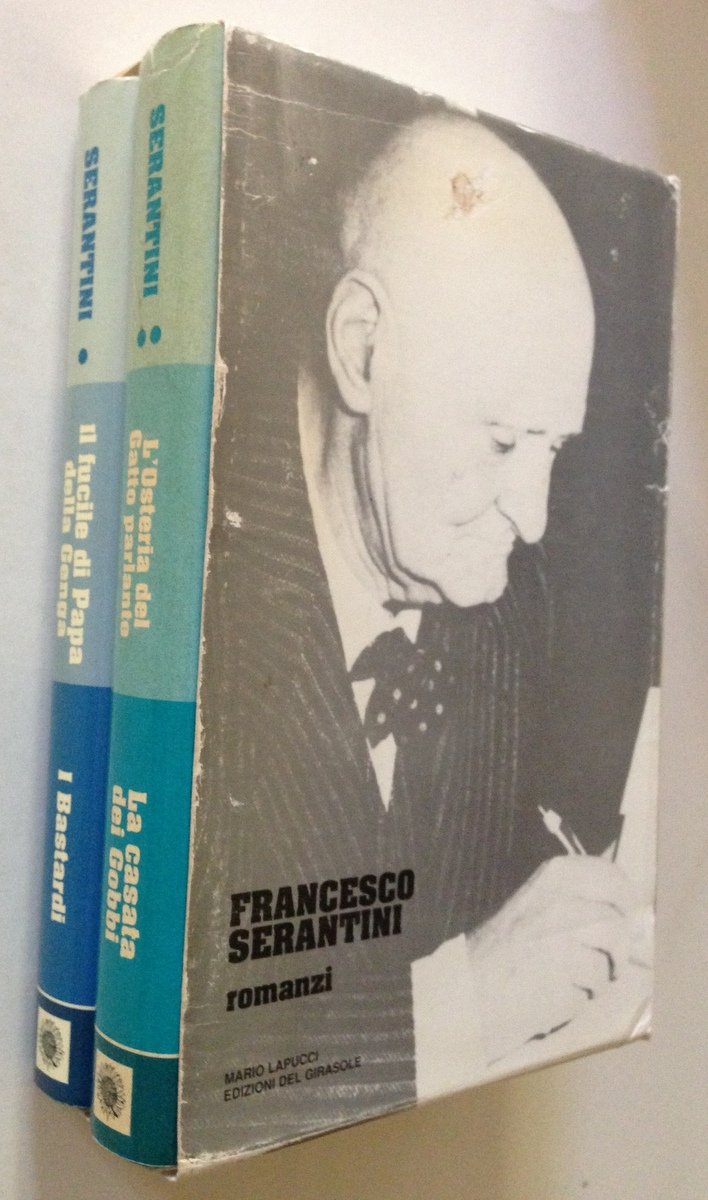 SERANTINI
Il fucile di Papa
della Genga
I Bastardi
SERANTINI
L'Osteria del
Gatto parlante
La casata
dei Gobbi
FRANCESCO
SERANTINI
romanzi
MARIO LAPUCCI
EDIZIONI DEL GIRASOLE